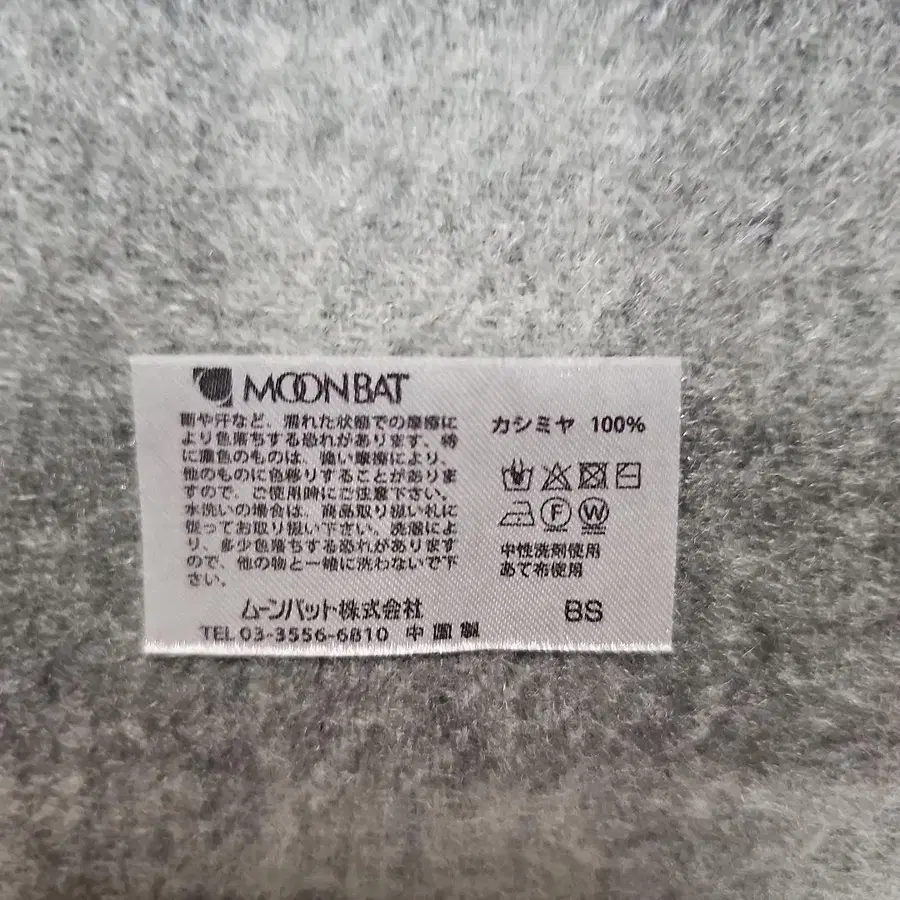 MOONBAT
雨や汗など、濡れた状態での摩擦に
より色落ちする恐れがあります、特
に濃色のものは、強い摩擦により、
他のものに色移りすることがありま
すので、ご使用時にご注意下さい。
水洗いの場合は、商品取り扱い札に
従ってお取り扱い下さい。洗濯によ
り、多少色落ちする恐れがあります
ので、他の物と一緒に洗わないで下
さい。
ムーンバット株式会社
TEL 03-3556-6810 中国製
カシミヤ 100%
F W
中性洗剤使用
あて布使用
BS